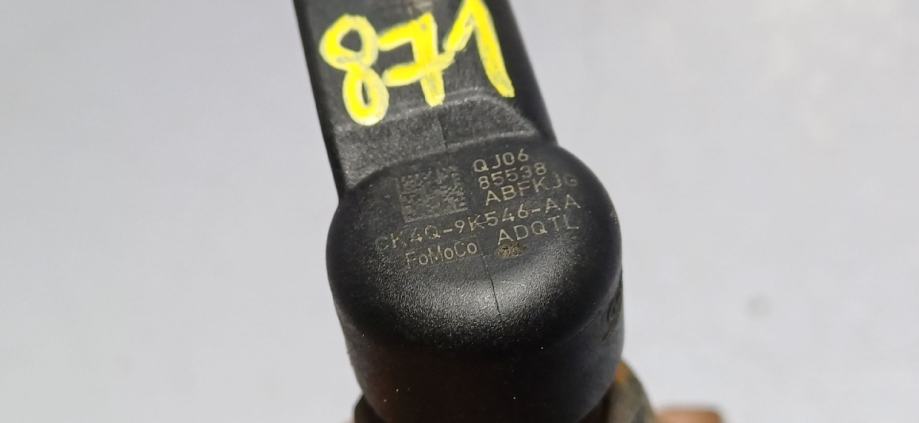 871
QJ06
85538
ABFKJG
CK4Q-9K546-AA
FoMoCo ADQTL